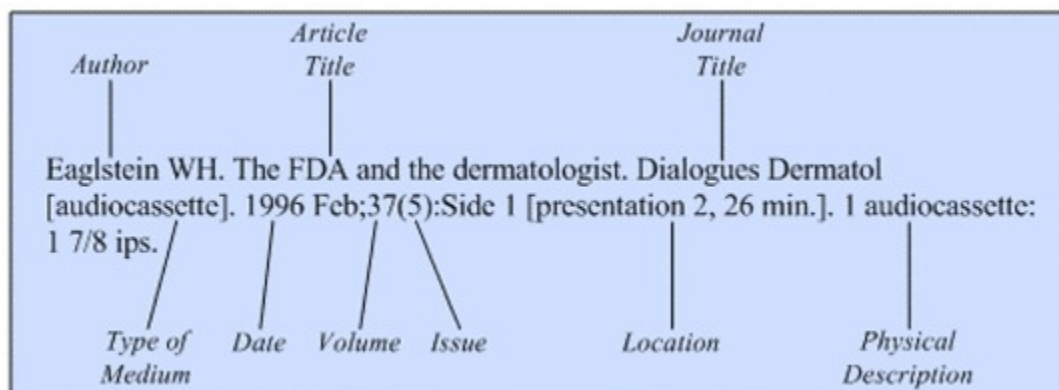 Article
Journal
Author
Title
Title
Eaglstein WH. The FDA and the dermatologist. Dialogues Dermatol
[audiocassette]. 1996 Feb;37(5):Side 1 [presentation 2, 26 min.]. 1 audiocassette:
1 7/8 ips.
Type of
Medium
Date
Volume
Issue
Location
Physical
Description